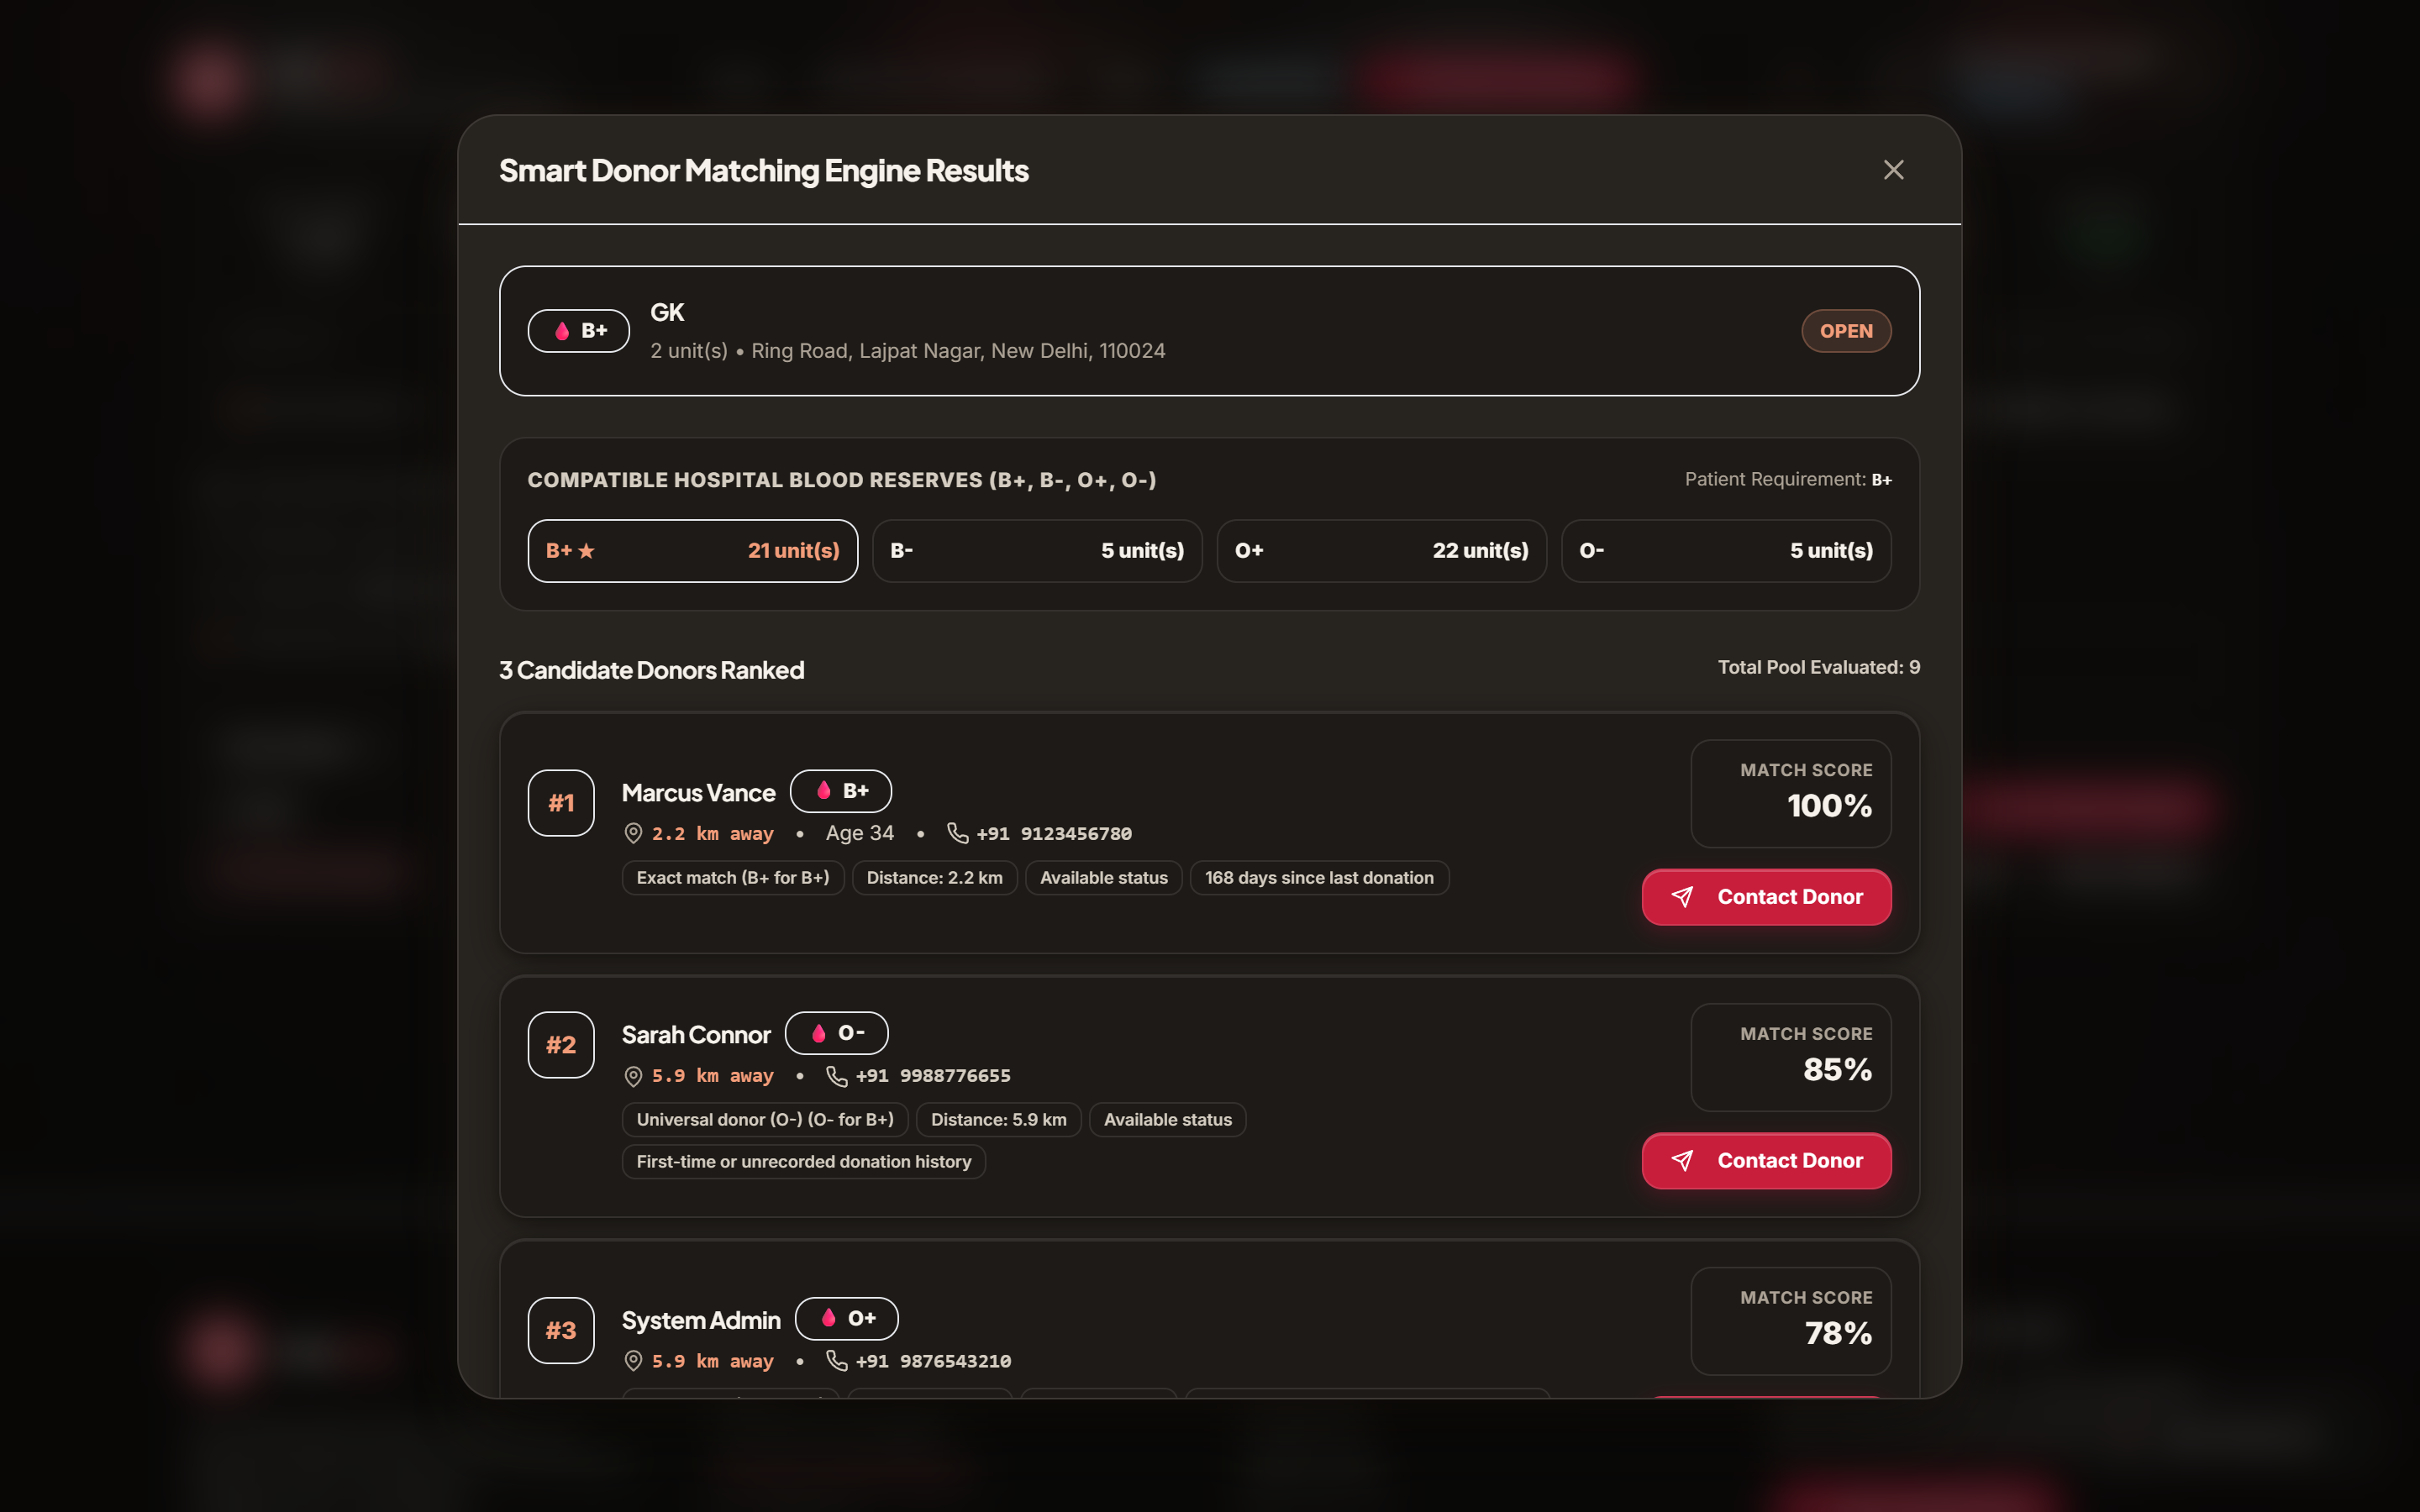 Smart Donor Matching Engine Results
B+
GK
2 unit(s) • Ring Road, Lajpat Nagar, New Delhi, 110024
OPEN
COMPATIBLE HOSPITAL BLOOD RESERVES (B+, B-, O+, O-)
Patient Requirement: B+
B+ ★ 21 unit(s)
B- 5 unit(s)
O+ 22 unit(s)
O- 5 unit(s)
3 Candidate Donors Ranked
Total Pool Evaluated: 9
#1
Marcus Vance B+
2.2 km away • Age 34 • +91 9123456780
Exact match (B+ for B+) Distance: 2.2 km Available status 168 days since last donation
MATCH SCORE
100%
Contact Donor
#2
Sarah Connor O-
5.9 km away • +91 9988776655
Universal donor (O-) (O- for B+) Distance: 5.9 km Available status
First-time or unrecorded donation history
MATCH SCORE
85%
Contact Donor
#3
System Admin O+
5.9 km away • +91 9876543210
MATCH SCORE
78%